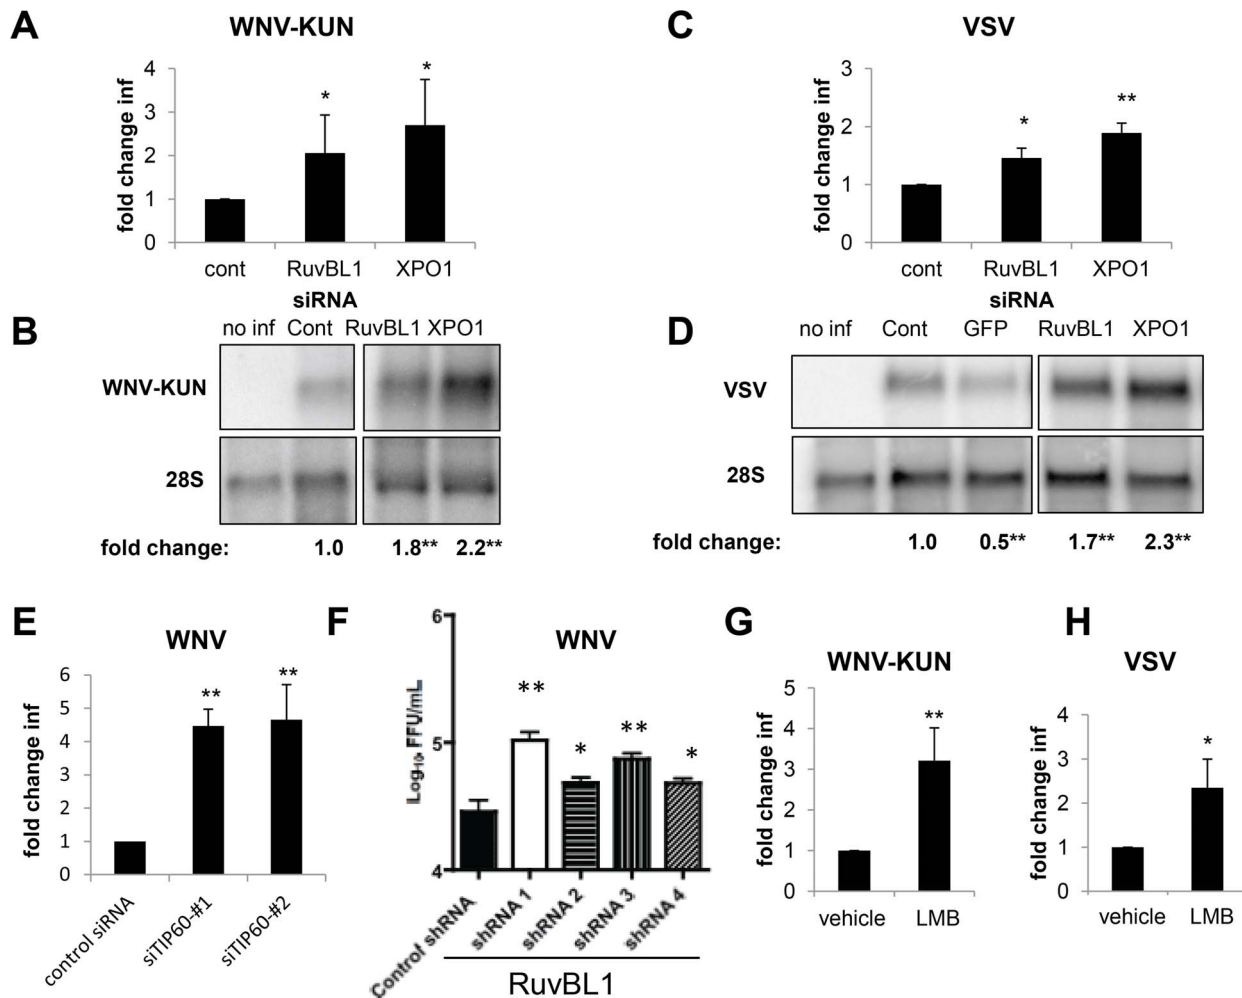 A
WNV-KUN
fold change inf
4
3
2
1
0
*
*
cont RuvBL1 XPO1
siRNA
B
no inf Cont RuvBL1 XPO1
WNV-KUN
28S
fold change: 1.0 1.8** 2.2**
C
VSV
fold change inf
3
2
1
0
*
**
cont RuvBL1 XPO1
siRNA
D
no inf Cont GFP RuvBL1 XPO1
VSV
28S
fold change: 1.0 0.5** 1.7** 2.3**
E
WNV
fold change inf
6
5
4
3
2
1
0
**
**
control siRNA
siTIP60-#1
siTIP60-#2
F
WNV
Log₁₀ FFU/mL
6
5
4
**
*
**
*
Control shRNA
shRNA 1
shRNA 2
shRNA 3
shRNA 4
RuvBL1
G
WNV-KUN
fold change inf
5
4
3
2
1
0
**
vehicle LMB
H
VSV
fold change inf
4
3
2
1
0
*
vehicle LMB